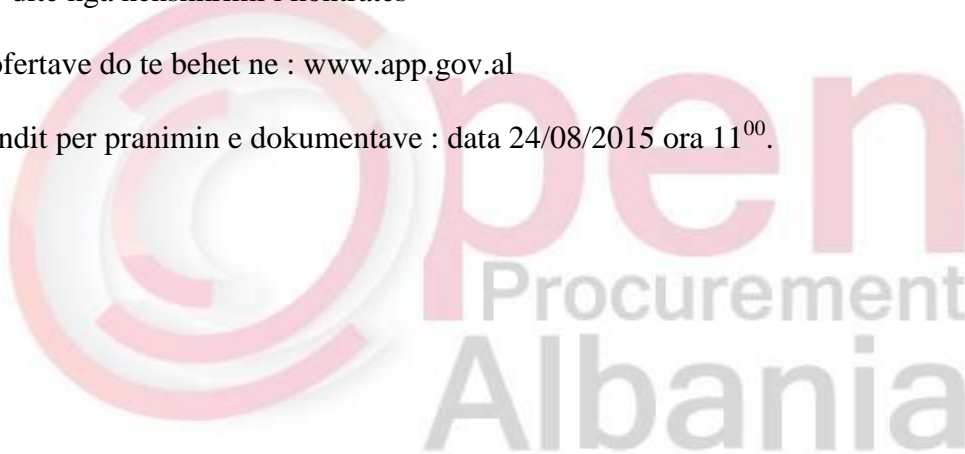 ofertave do te behet ne : www.app.gov.al
ndit per pranimin e dokumentave : data 24/08/2015 ora 11⁰⁰.
Open
Procurement
Albania